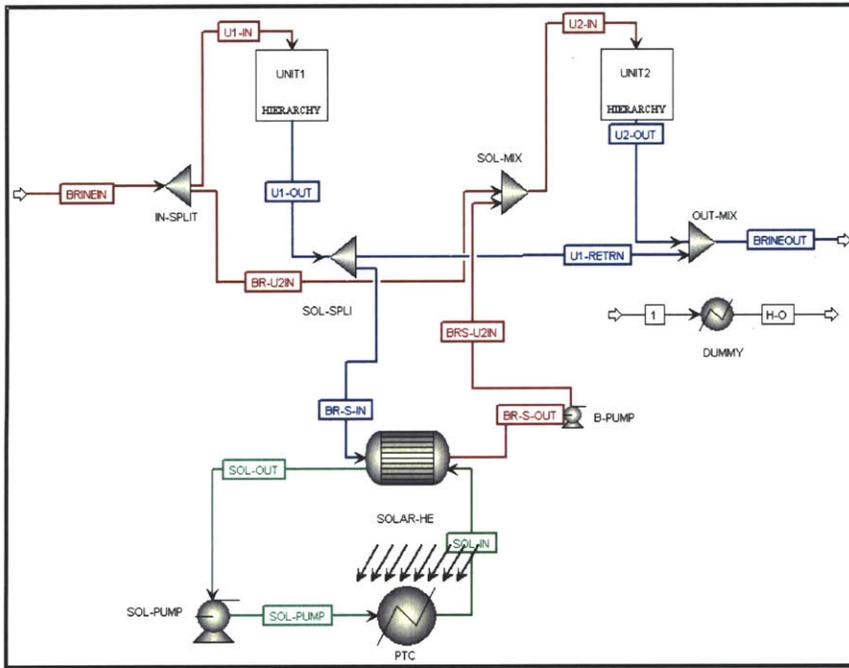 U1-IN
U2-IN
UNIT1
HIERARCHY
UNIT2
HIERARCHY
U2-OUT
SOL-MIX
BRINEIN
IN-SPLIT
U1-OUT
OUT-MIX
BRINEOUT
U1-RETRN
BR-U2IN
SOL-SPLI
1
H-O
DUMMY
BRS-U2IN
BR-S-IN
BR-S-OUT
B-PUMP
SOL-OUT
SOLAR-HE
SOL-IN
SOL-PUMP
SOL-PUMP
PTC